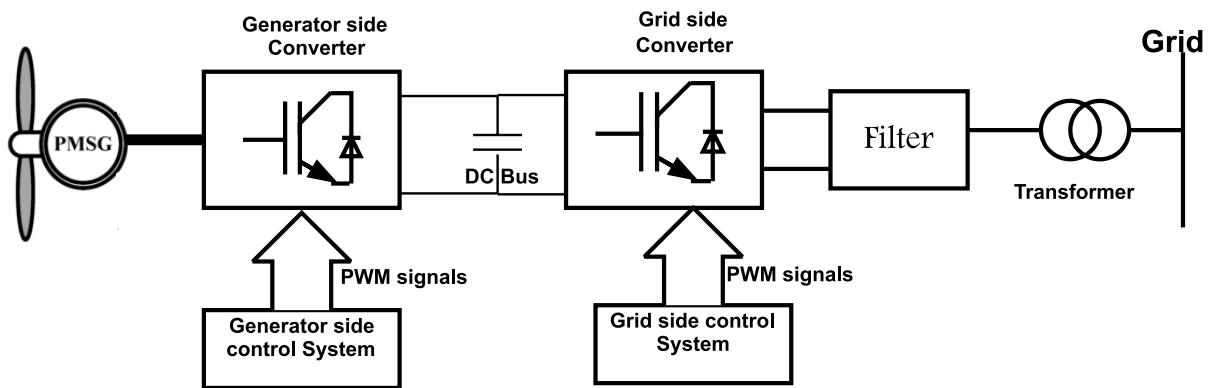 Generator side
Converter
Grid side
Converter
Grid
PMSG
DC Bus
Filter
Transformer
PWM signals
PWM signals
Generator side
control System
Grid side control
System